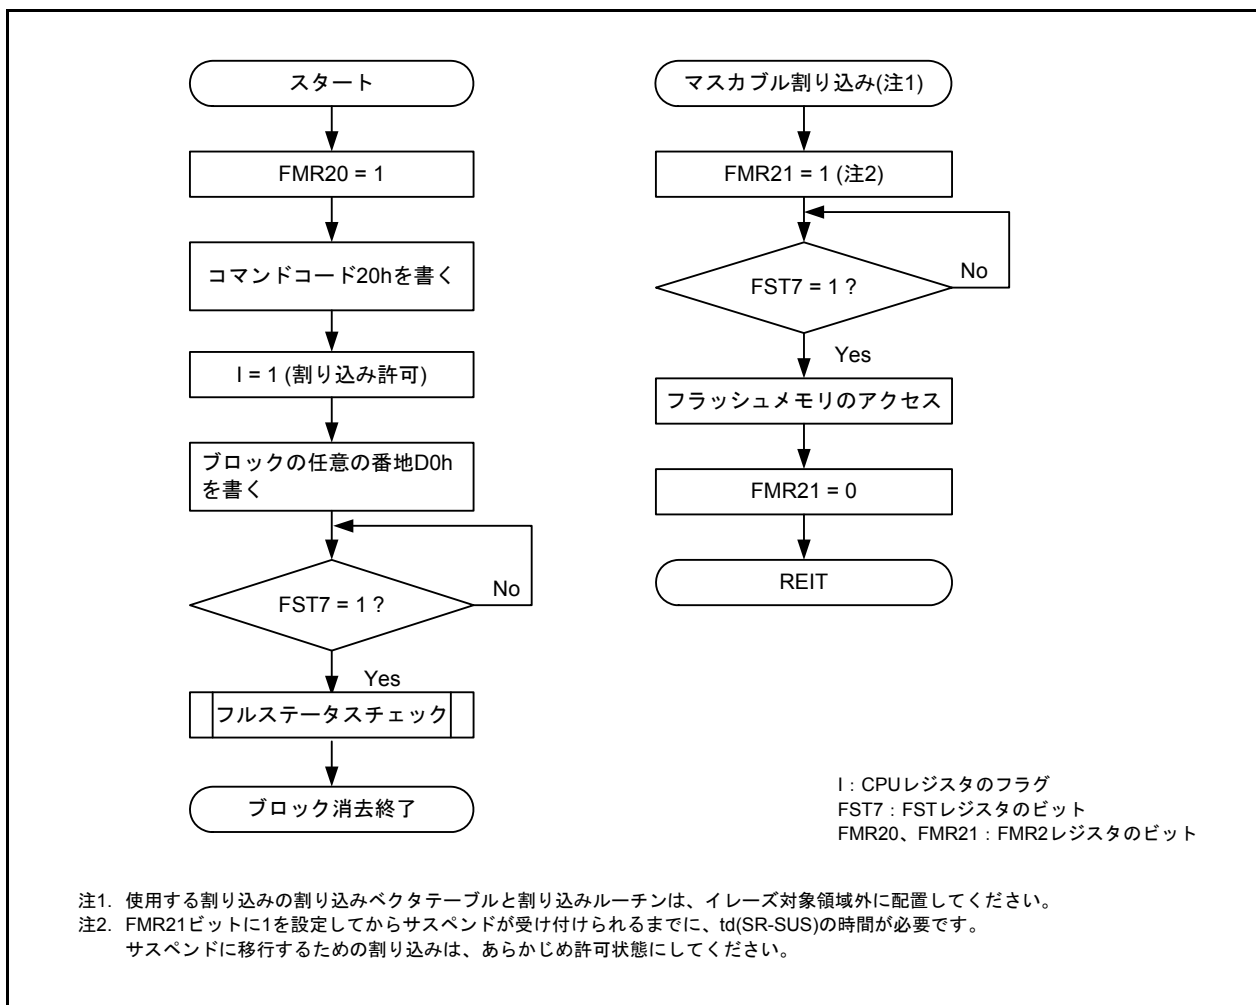 スタート
FMR20 = 1
コマンドコード20hを書く
I = 1 (割り込み許可)
ブロックの任意の番地D0h
を書く
FST7 = 1 ?
No
Yes
フルステータスチェック
ブロック消去終了
マスカブル割り込み(注1)
FMR21 = 1 (注2)
FST7 = 1 ?
No
Yes
フラッシュメモリのアクセス
FMR21 = 0
REIT
I : CPUレジスタのフラグ
FST7 : FSTレジスタのビット
FMR20、FMR21 : FMR2レジスタのビット
注1. 使用する割り込みの割り込みベクタテーブルと割り込みルーチンは、イレーズ対象領域外に配置してください。
注2. FMR21ビットに1を設定してからサスペンドが受け付けられるまでに、td(SR-SUS)の時間が必要です。
サスペンドに移行するための割り込みは、あらかじめ許可状態にしてください。